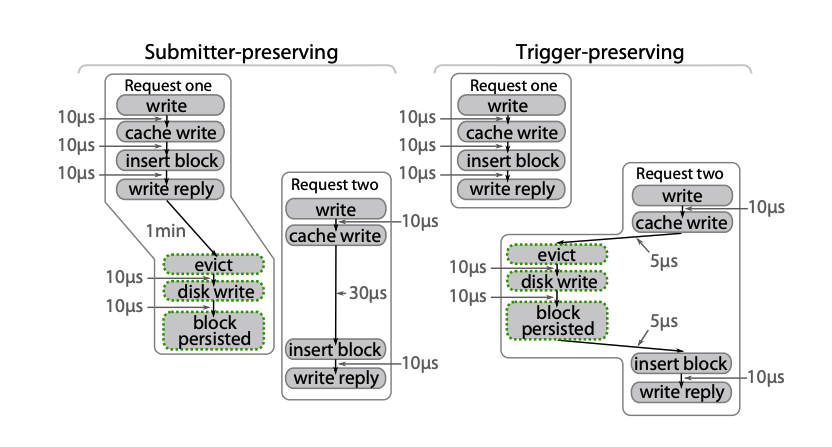 Submitter-preserving
Request one
write
10µs
cache write
10µs
insert block
10µs
write reply
1min
evict
10µs
disk write
10µs
block
persisted
Request two
write
10µs
cache write
30µs
insert block
10µs
write reply
Trigger-preserving
Request one
write
10µs
cache write
10µs
insert block
10µs
write reply
Request two
write
10µs
cache write
5µs
evict
10µs
disk write
10µs
block
persisted
5µs
insert block
10µs
write reply